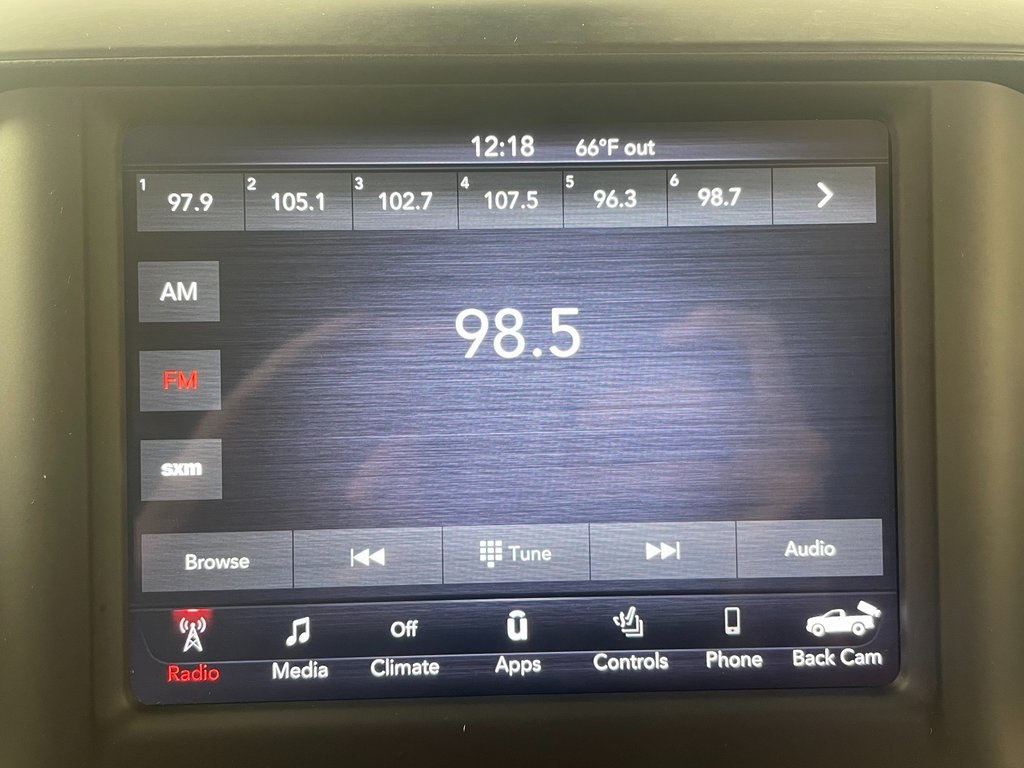 12:18 66°F out
1 97.9 2 105.1 3 102.7 4 107.5 5 96.3 6 98.7
AM
98.5
FM
sxm
Browse Tune Audio
Off
Radio Media Climate Apps Controls Phone Back Cam